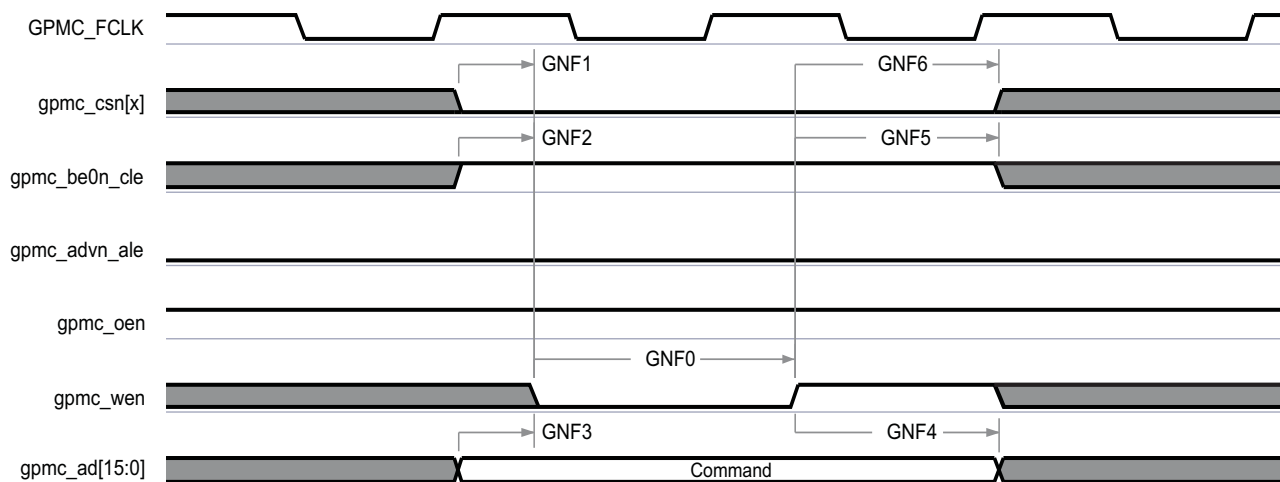 GPMC_FCLK
GNF1 GNF6
gpmc_csn[x]
GNF2 GNF5
gpmc_be0n_cle
gpmc_advn_ale
gpmc_oen
GNF0
gpmc_wen
GNF3 GNF4
gpmc_ad[15:0] Command